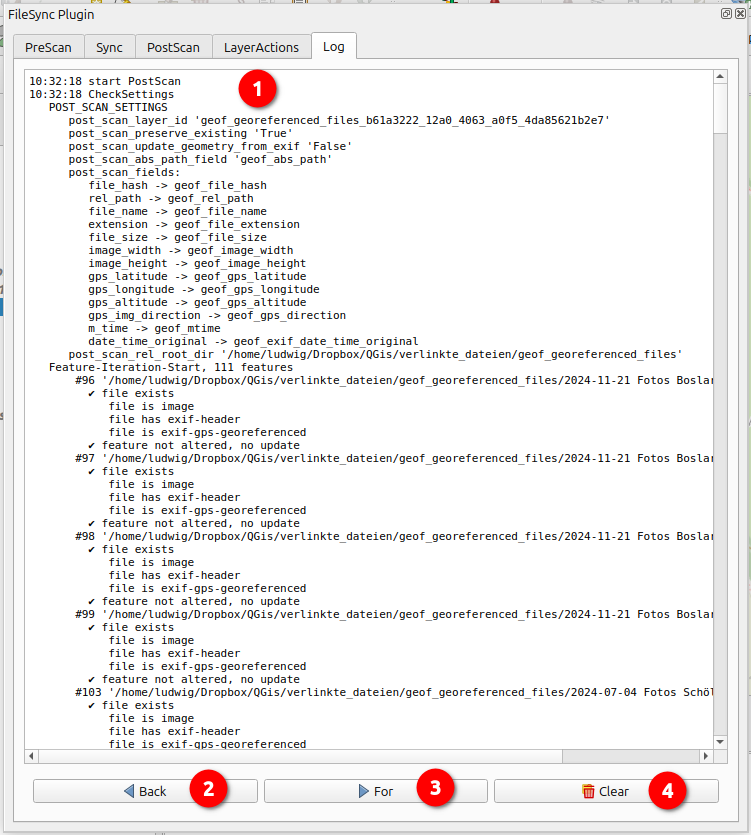 FileSync Plugin
PreScan Sync PostScan LayerActions Log
10:32:18 start PostScan
1
10:32:18 CheckSettings
POST_SCAN_SETTINGS
post_scan_layer_id 'geof_georeferenced_files_b61a3222_12a0_4063_a0f5_4da85621b2e7'
post_scan_preserve_existing 'True'
post_scan_update_geometry_from_exif 'False'
post_scan_abs_path_field 'geof_abs_path'
post_scan_fields:
file_hash -> geof_file_hash
rel_path -> geof_rel_path
file_name -> geof_file_name
extension -> geof_file_extension
file_size -> geof_file_size
image_width -> geof_image_width
image_height -> geof_image_height
gps_latitude -> geof_gps_latitude
gps_longitude -> geof_gps_longitude
gps_altitude -> geof_gps_altitude
gps_img_direction -> geof_gps_direction
m_time -> geof_mtime
date_time_original -> geof_exif_date_time_original
post_scan_rel_root_dir '/home/ludwig/Dropbox/QGis/verlinkte_dateien/geof_georeferenced_files'
Feature-Iteration-Start, 111 features
#96 '/home/ludwig/Dropbox/QGis/verlinkte_dateien/geof_georeferenced_files/2024-11-21 Fotos Boslar
✔ file exists
file is image
file has exif-header
file is exif-gps-georeferenced
✔ feature not altered, no update
#97 '/home/ludwig/Dropbox/QGis/verlinkte_dateien/geof_georeferenced_files/2024-11-21 Fotos Boslar
✔ file exists
file is image
file has exif-header
file is exif-gps-georeferenced
✔ feature not altered, no update
#98 '/home/ludwig/Dropbox/QGis/verlinkte_dateien/geof_georeferenced_files/2024-11-21 Fotos Boslar
✔ file exists
file is image
file has exif-header
file is exif-gps-georeferenced
✔ feature not altered, no update
#99 '/home/ludwig/Dropbox/QGis/verlinkte_dateien/geof_georeferenced_files/2024-11-21 Fotos Boslar
✔ file exists
file is image
file has exif-header
file is exif-gps-georeferenced
✔ feature not altered, no update
#103 '/home/ludwig/Dropbox/QGis/verlinkte_dateien/geof_georeferenced_files/2024-07-04 Fotos Schöl
✔ file exists
file is image
file has exif-header
file is exif-gps-georeferenced
Back 2 For 3 Clear 4